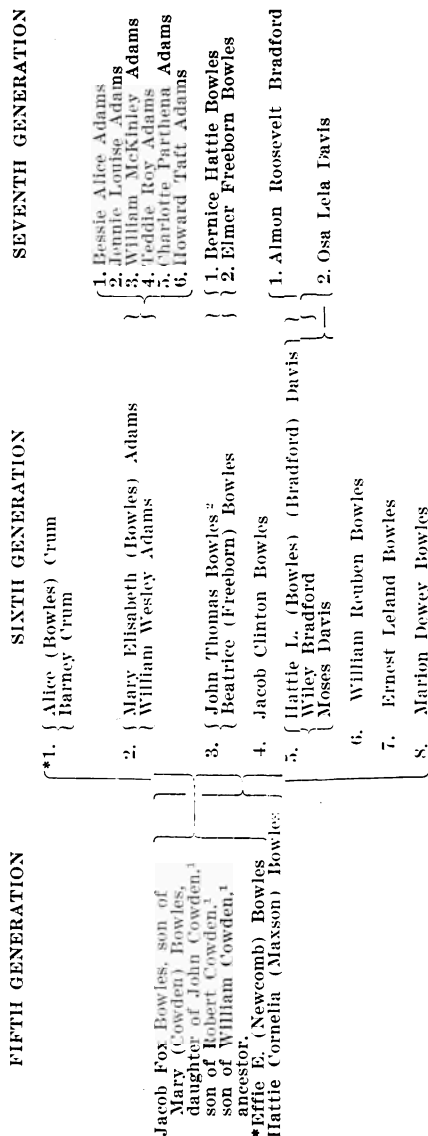 FIFTH GENERATION
Jacob Fox Bowles, son of
Mary (Cowden) Bowles,
daughter of John Cowden,¹
son of Robert Cowden,¹
son of William Cowden,¹
ancestor.
*Effie E. (Newcomb) Bowles
Hattie Cornelia (Maxson) Bowles
SIXTH GENERATION
*1. { Alice (Bowles) Crum
{ Barney Crum
2. { Mary Elisabeth (Bowles) Adams
{ William Wesley Adams
3. { John Thomas Bowles ²
{ Beatrice (Freeborn) Bowles
4. Jacob Clinton Bowles
5. { Hattie L. (Bowles) (Bradford) Davis
{ Wiley Bradford
Moses Davis
6. William Reuben Bowles
7. Ernest Leland Bowles
8. Marion Dewey Bowles
SEVENTH GENERATION
1. Bessie Alice Adams
2. Jennie Louise Adams
3. William McKinley Adams
4. Teddie Roy Adams
5. Charlotte Parthena Adams
6. Howard Taft Adams
1. Bernice Hattie Bowles
2. Elmer Freeborn Bowles
1. Almon Roosevelt Bradford
2. Osa Lela Davis